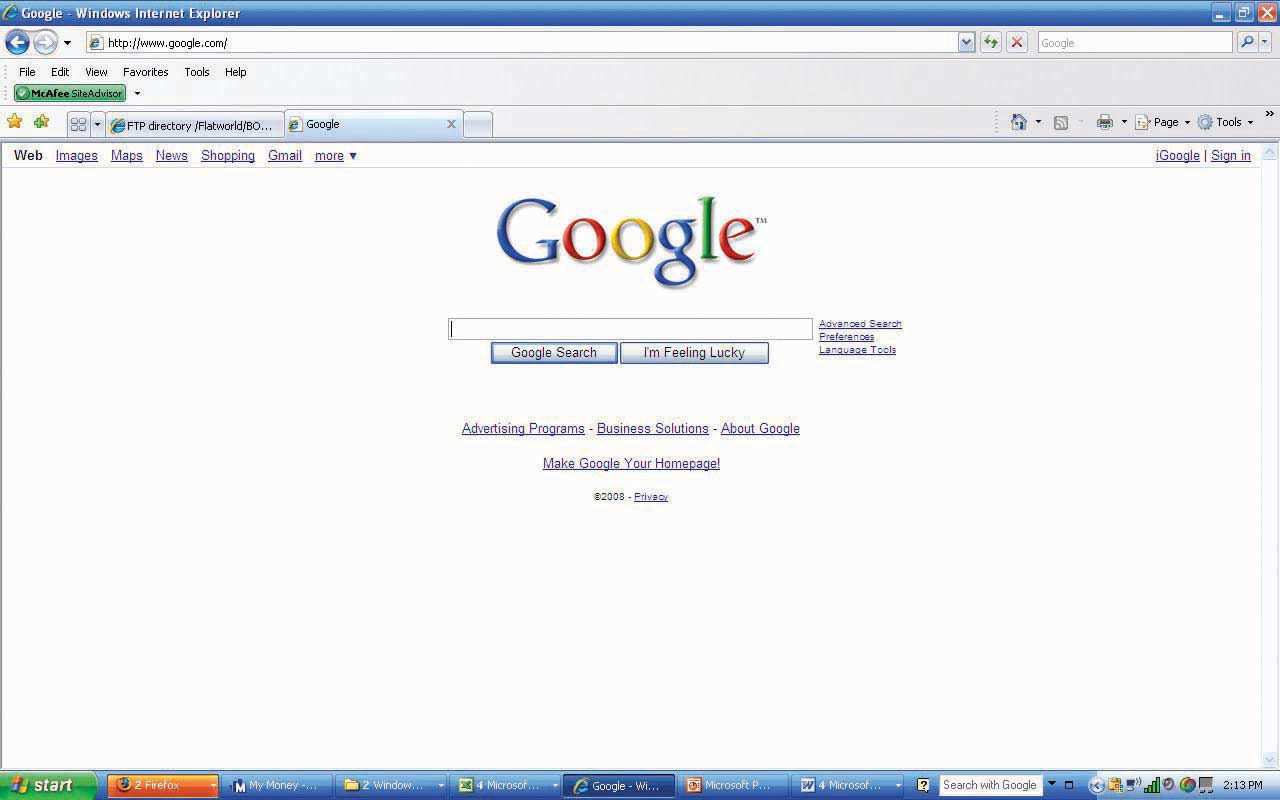 Google - Windows Internet Explorer
http://www.google.com/ Google
File Edit View Favorites Tools Help
McAfee SiteAdvisor
FTP directory /Flatworld/BO... Google Page Tools »
Web Images Maps News Shopping Gmail more ▼ iGoogle | Sign in
Google™
Advanced Search
Preferences
Language Tools
Google Search I'm Feeling Lucky
Advertising Programs - Business Solutions - About Google
Make Google Your Homepage!
©2008 - Privacy
start 2 Firefox My Money -... 2 Window... 4 Microsof... Google - Wi... Microsoft P... 4 Microsof... Search with Google 2:13 PM